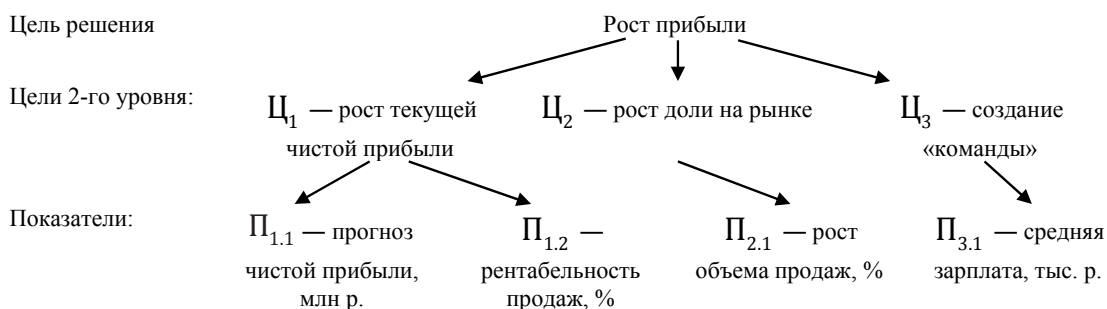 Цель решения Рост прибыли
Цели 2-го уровня: Ц1 — рост текущей Ц2 — рост доли на рынке Ц3 — создание
чистой прибыли «команды»
Показатели: П1.1 — прогноз П1.2 — П2.1 — рост П3.1 — средняя
чистой прибыли, рентабельность объема продаж, % зарплата, тыс. р.
млн р. продаж, %